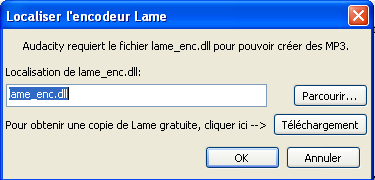 Localiser l'encodeur Lame
Audacity requiert le fichier lame_enc.dll pour pouvoir créer des MP3.
Localisation de lame_enc.dll:
lame_enc.dll
Parcourir...
Pour obtenir une copie de Lame gratuite, cliquer ici --> Téléchargement
OK Annuler